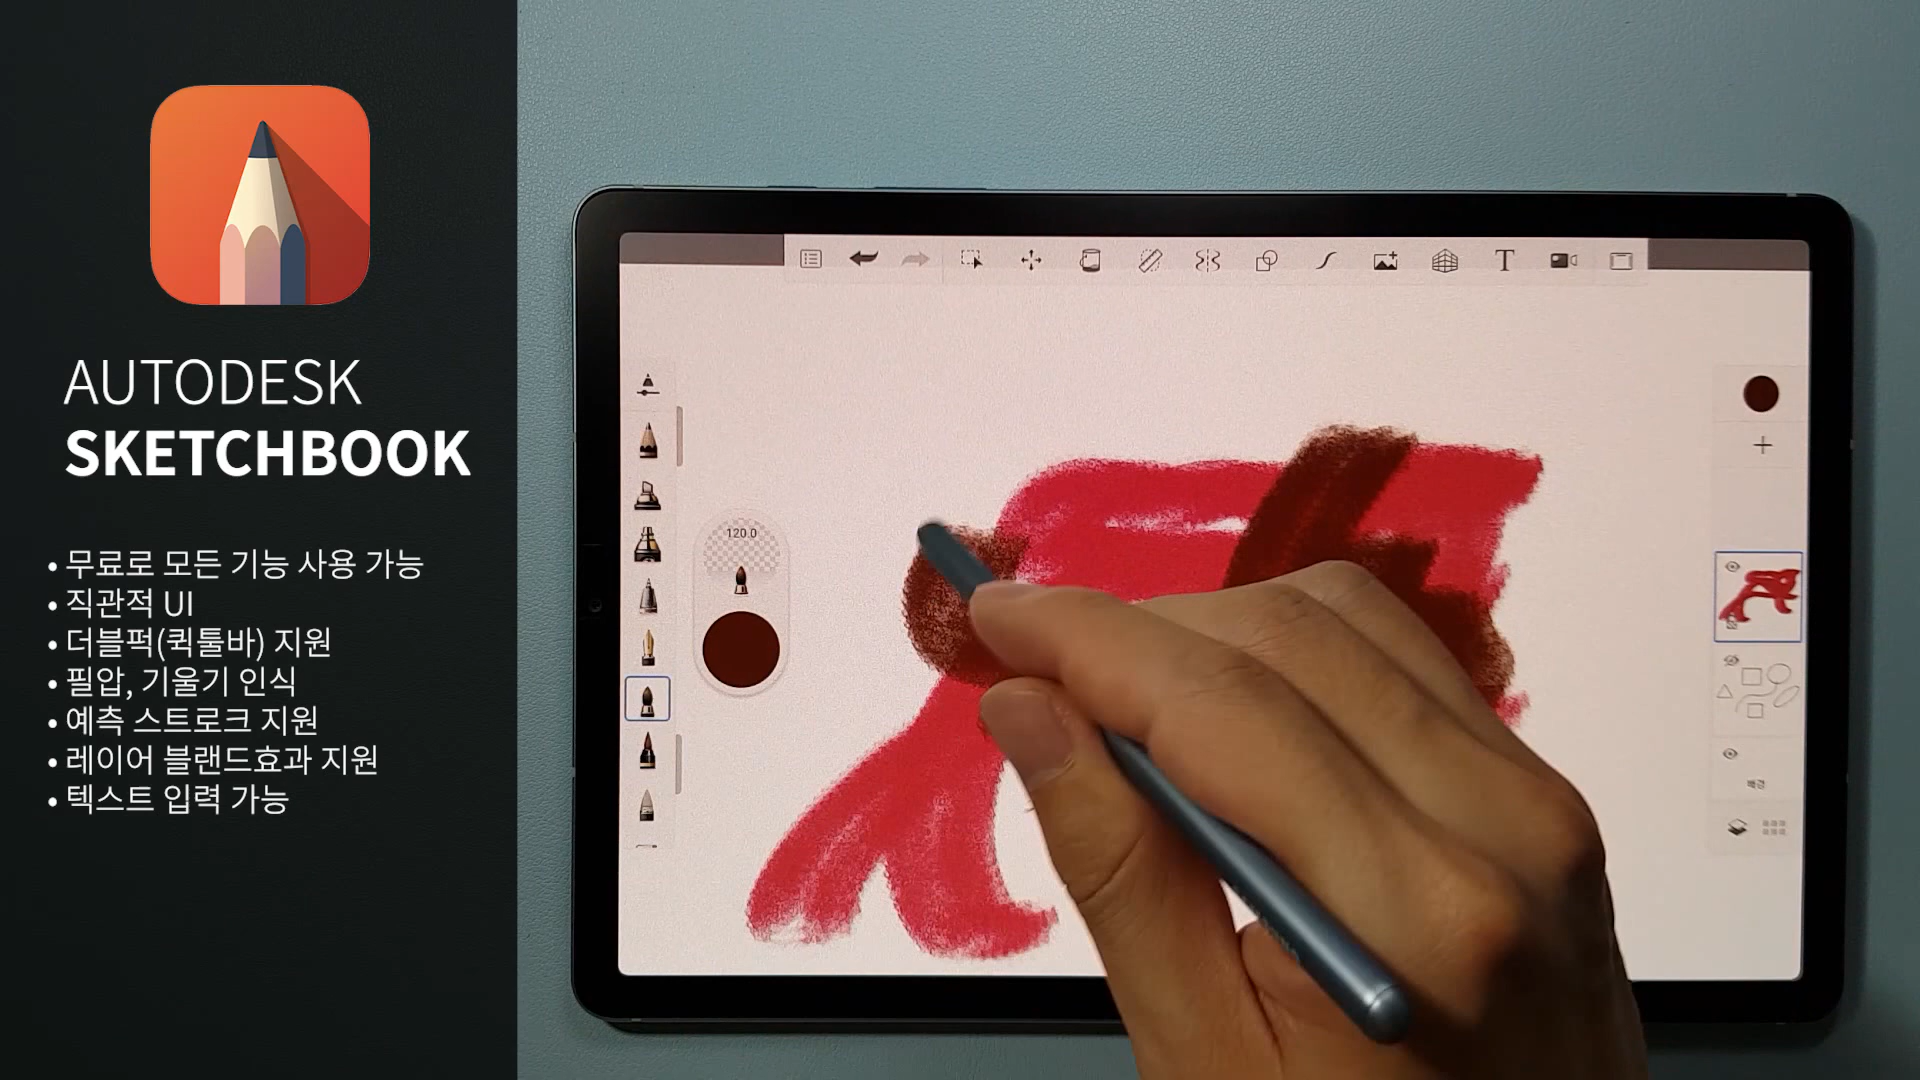 AUTODESK
SKETCHBOOK
• 무료로 모든 기능 사용 가능
• 직관적 UI
• 더블퍽(퀵툴바) 지원
• 필압, 기울기 인식
• 예측 스트로크 지원
• 레이어 블랜드효과 지원
• 텍스트 입력 가능
T
120.0
배경